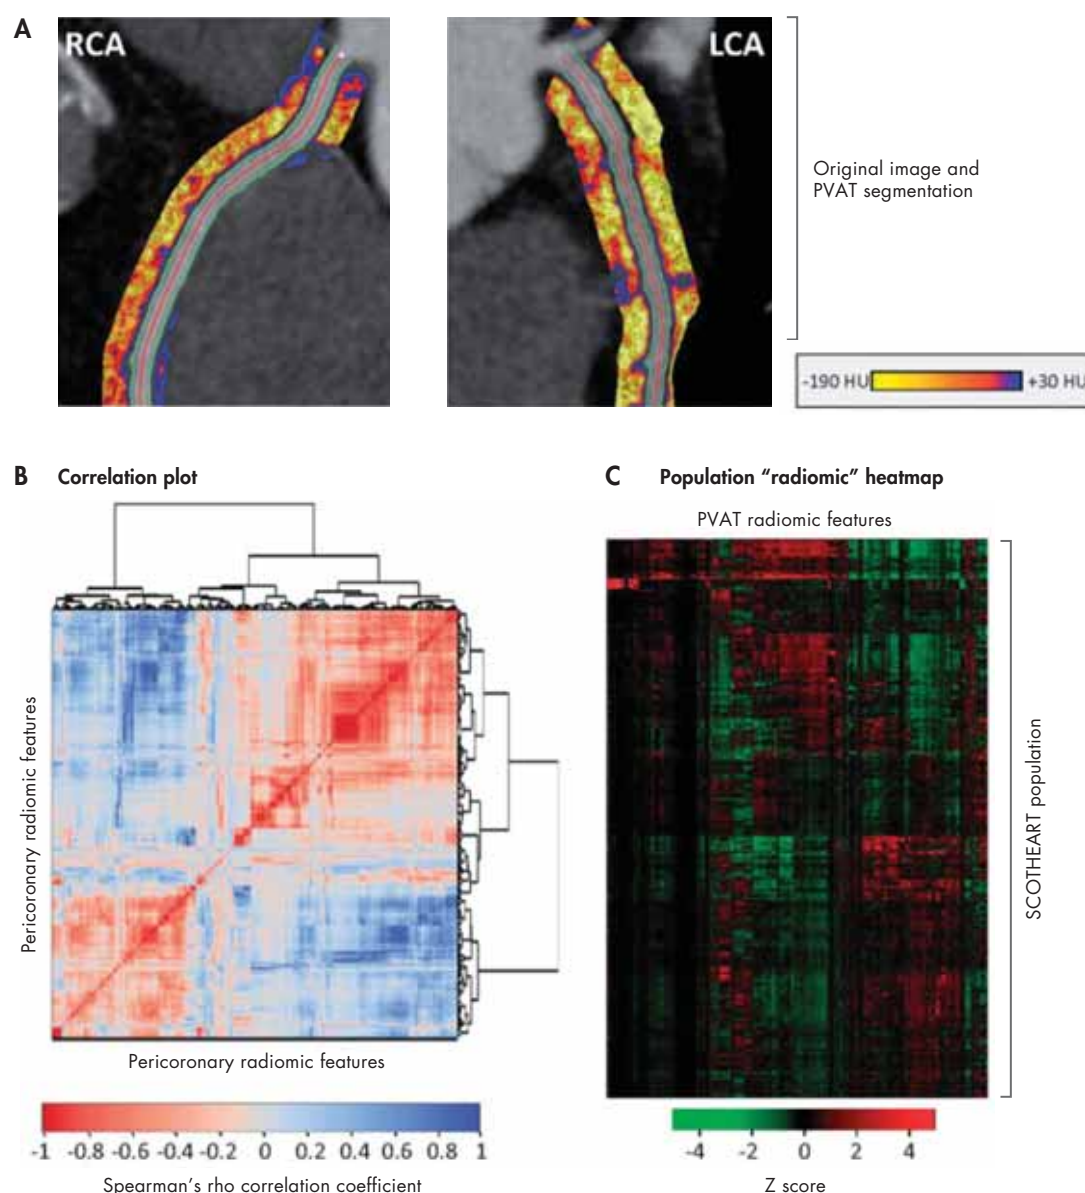 A
RCA
LCA
Original image and
PVAT segmentation
-190 HU
+30 HU
B Correlation plot
Pericoronary radiomic features
Pericoronary radiomic features
-1 -0.8 -0.6 -0.4 -0.2 0 0.2 0.4 0.6 0.8 1
Spearman's rho correlation coefficient
C Population “radiomic” heatmap
PVAT radiomic features
SCOTHEART population
-4 -2 0 2 4
Z score